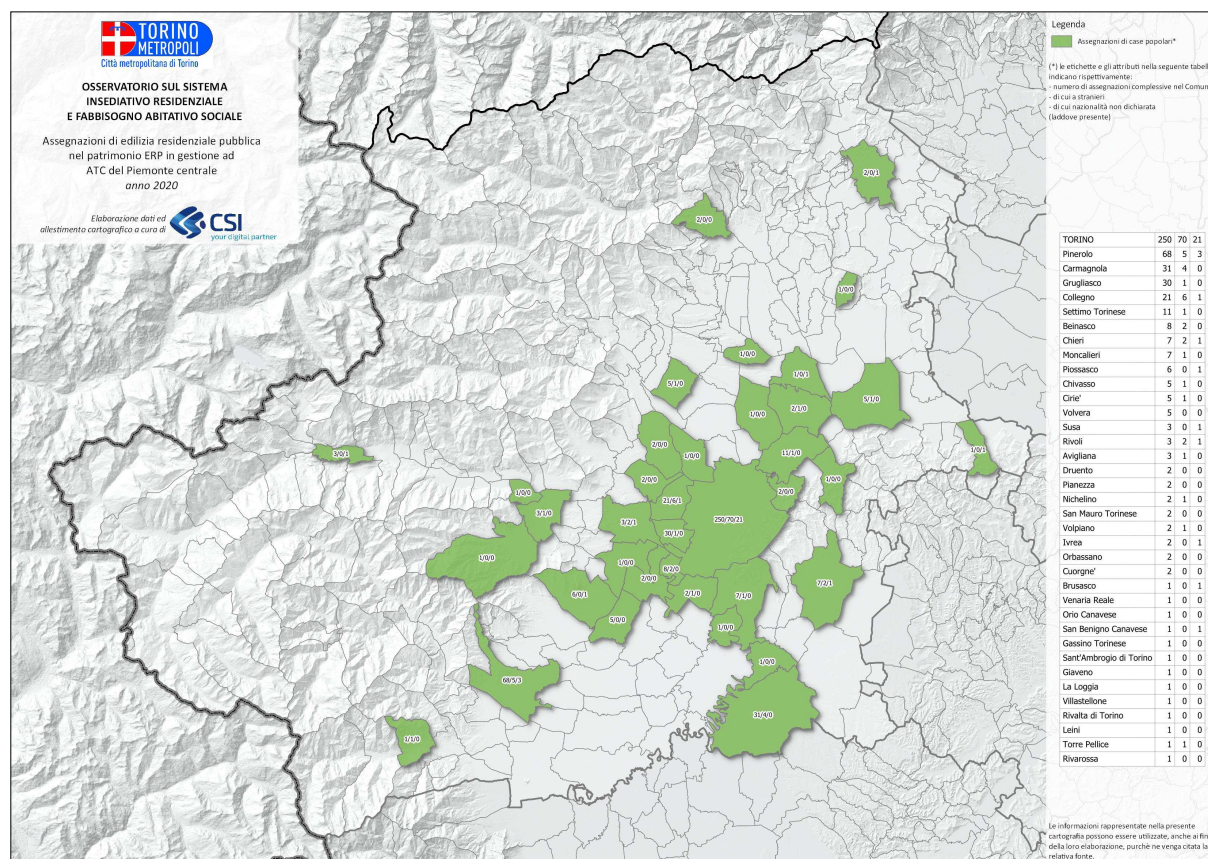 TORINO
METROPOLI
Città metropolitana di Torino
OSSERVATORIO SUL SISTEMA
INSEDIATIVO RESIDENZIALE
E FABBISOGNO ABITATIVO SOCIALE
Assegnazioni di edilizia residenziale pubblica
nel patrimonio ERP in gestione ad
ATC del Piemonte centrale
anno 2020
Elaborazione dati ed
allestimento cartografico a cura di
CSI
your digital partner
Legenda
Assegnazioni di case popolari*
(*) le etichette e gli attributi nella seguente tabell
indicano rispettivamente:
- numero di assegnazioni complessive nel Comun
- di cui a stranieri
- di cui nazionalità non dichiarata
(laddove presente)
2/0/1
2/0/0
1/0/0
1/0/0
1/0/1
5/1/0
5/1/0
1/0/0
2/1/0
2/0/0
11/1/0
1/0/1
3/0/1
1/0/0
2/0/0
1/0/0
2/0/0
1/0/0
21/6/1
3/1/0
3/2/1
250/70/21
30/1/0
1/0/0
1/0/0
8/2/0
2/0/0
7/2/1
6/0/1
2/1/0
7/1/0
5/0/0
1/0/0
1/0/0
68/5/3
31/4/0
1/1/0
TORINO 250 70 21
Pinerolo 68 5 3
Carmagnola 31 4 0
Grugliasco 30 1 0
Collegno 21 6 1
Settimo Torinese 11 1 0
Beinasco 8 2 0
Chieri 7 2 1
Moncalieri 7 1 0
Piossasco 6 0 1
Chivasso 5 1 0
Cirie' 5 1 0
Volvera 5 0 0
Susa 3 0 1
Rivoli 3 2 1
Avigliana 3 1 0
Druento 2 0 0
Pianezza 2 0 0
Nichelino 2 1 0
San Mauro Torinese 2 0 0
Volpiano 2 1 0
Ivrea 2 0 1
Orbassano 2 0 0
Cuorgne' 2 0 0
Brusasco 1 0 1
Venaria Reale 1 0 0
Orio Canavese 1 0 0
San Benigno Canavese 1 0 1
Gassino Torinese 1 0 0
Sant'Ambrogio di Torino 1 0 0
Giaveno 1 0 0
La Loggia 1 0 0
Villastellone 1 0 0
Rivalta di Torino 1 0 0
Leini 1 0 0
Torre Pellice 1 1 0
Rivarossa 1 0 0
Le informazioni rappresentate nella presente
cartografia possono essere utilizzate, anche ai fin
della loro elaborazione, purchè ne venga citata la
relativa fonte.